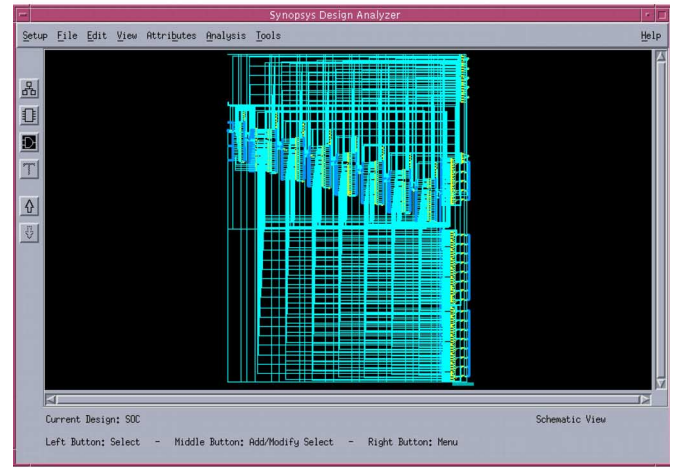 Synopsys Design Analyzer
Setup File Edit View Attributes Analysis Tools Help
T
Current Design: SOC Schematic View
Left Button: Select - Middle Button: Add/Modify Select - Right Button: Menu